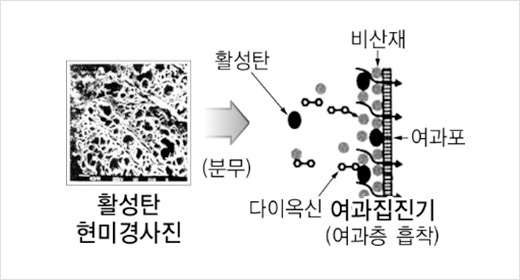 활성탄
현미경사진
(분무)
활성탄
비산재
여과포
다이옥신
여과집진기
(여과층 흡착)